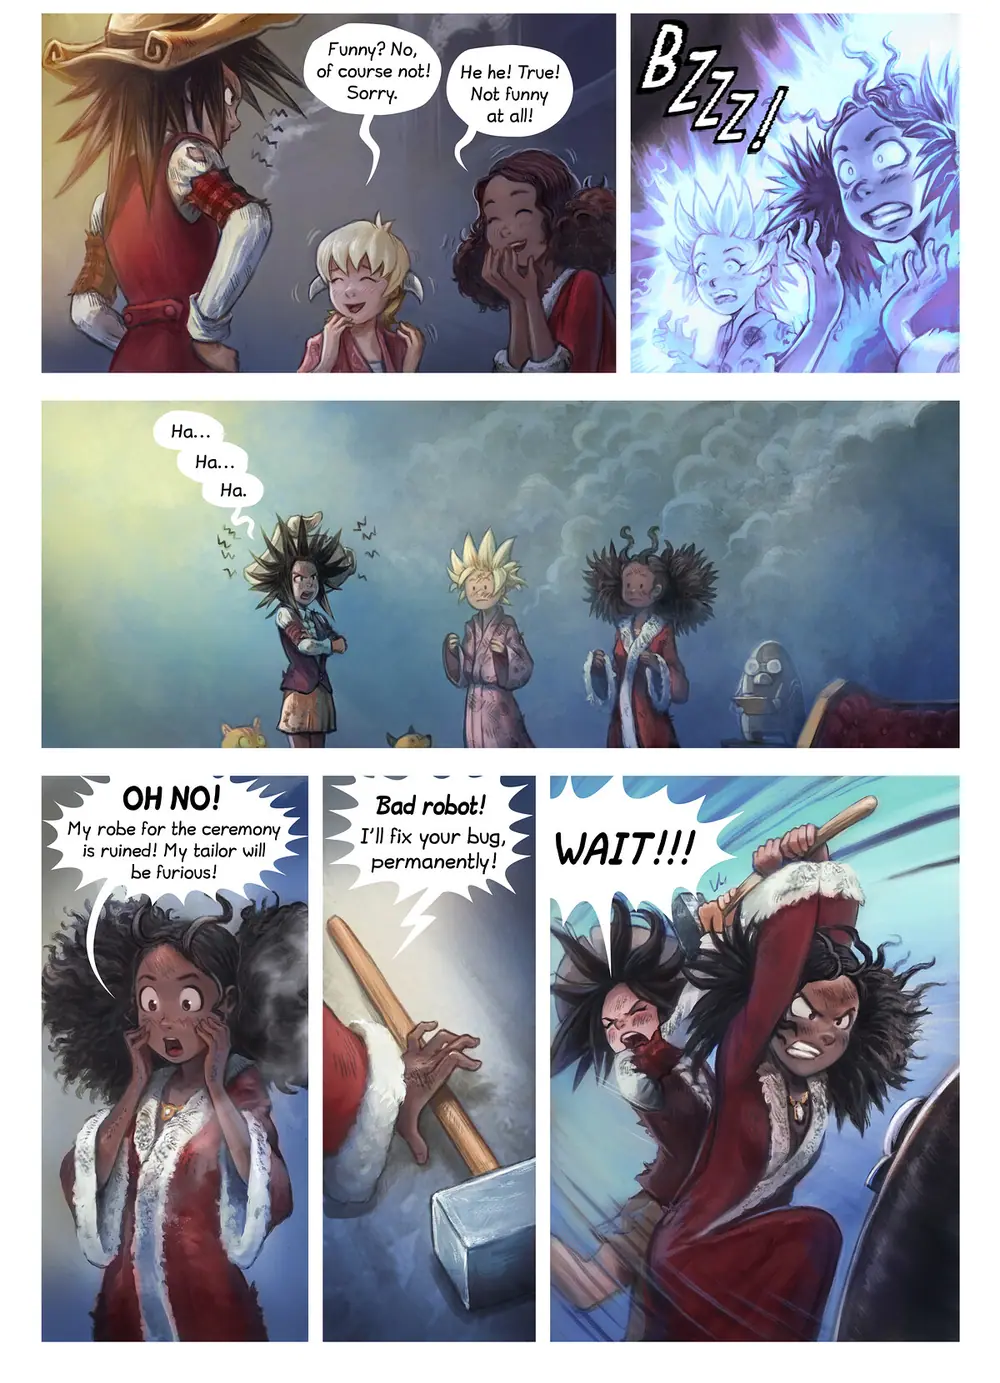 Funny? No,
of course not!
Sorry.
He he! True!
Not funny
at all!
BZZZ!
Ha...
Ha...
Ha.
OH NO!
My robe for the ceremony
is ruined! My tailor will
be furious!
Bad robot!
I'll fix your bug,
permanently!
WAIT!!!